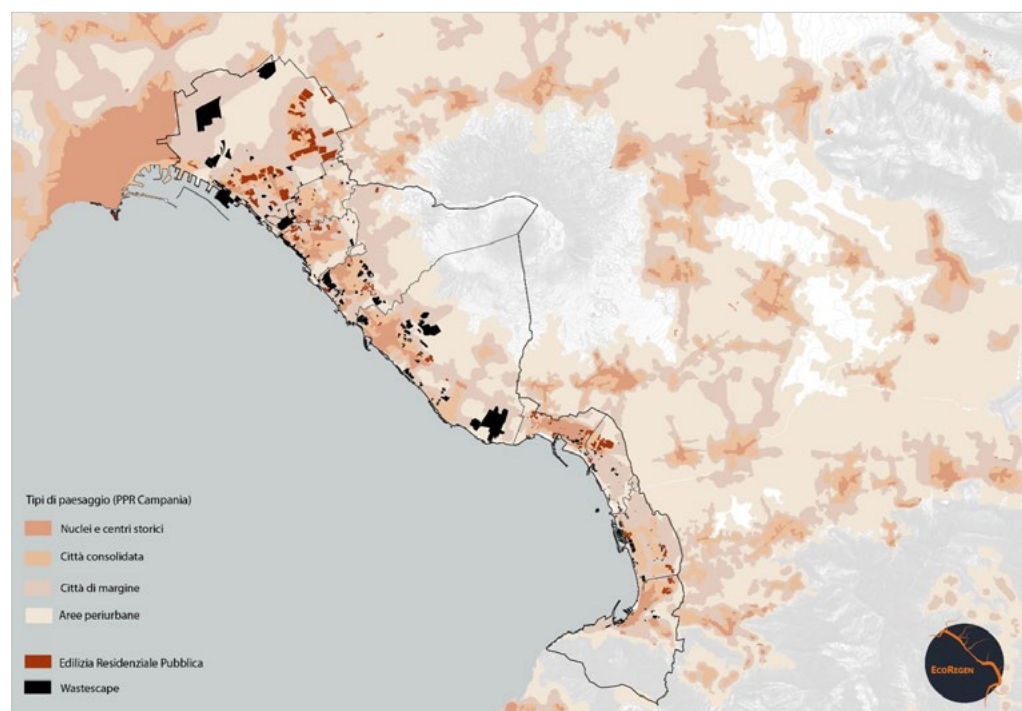 Tipi di paesaggio (PPR Campania)
Nuclei e centri storici
Città consolidata
Città di margine
Aree periurbane
Edilizia Residenziale Pubblica
Wastescape
ECOREGEN